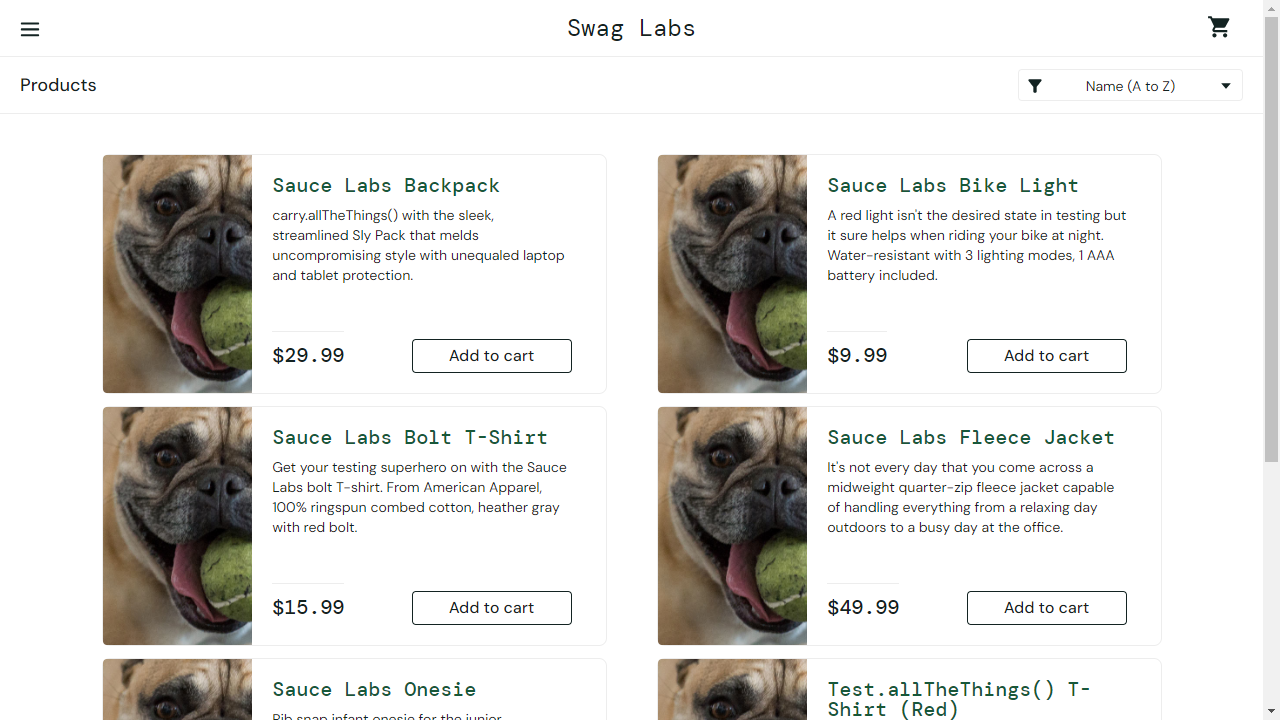 Swag Labs
Products
Name (A to Z)
Sauce Labs Backpack
carry.allTheThings() with the sleek,
streamlined Sly Pack that melds
uncompromising style with unequaled laptop
and tablet protection.
$29.99
Add to cart
Sauce Labs Bike Light
A red light isn't the desired state in testing but
it sure helps when riding your bike at night.
Water-resistant with 3 lighting modes, 1 AAA
battery included.
$9.99
Add to cart
Sauce Labs Bolt T-Shirt
Get your testing superhero on with the Sauce
Labs bolt T-shirt. From American Apparel,
100% ringspun combed cotton, heather gray
with red bolt.
$15.99
Add to cart
Sauce Labs Fleece Jacket
It's not every day that you come across a
midweight quarter-zip fleece jacket capable
of handling everything from a relaxing day
outdoors to a busy day at the office.
$49.99
Add to cart
Sauce Labs Onesie
Rib snap infant onesie for the junior
Test.allTheThings() T-
Shirt (Red)